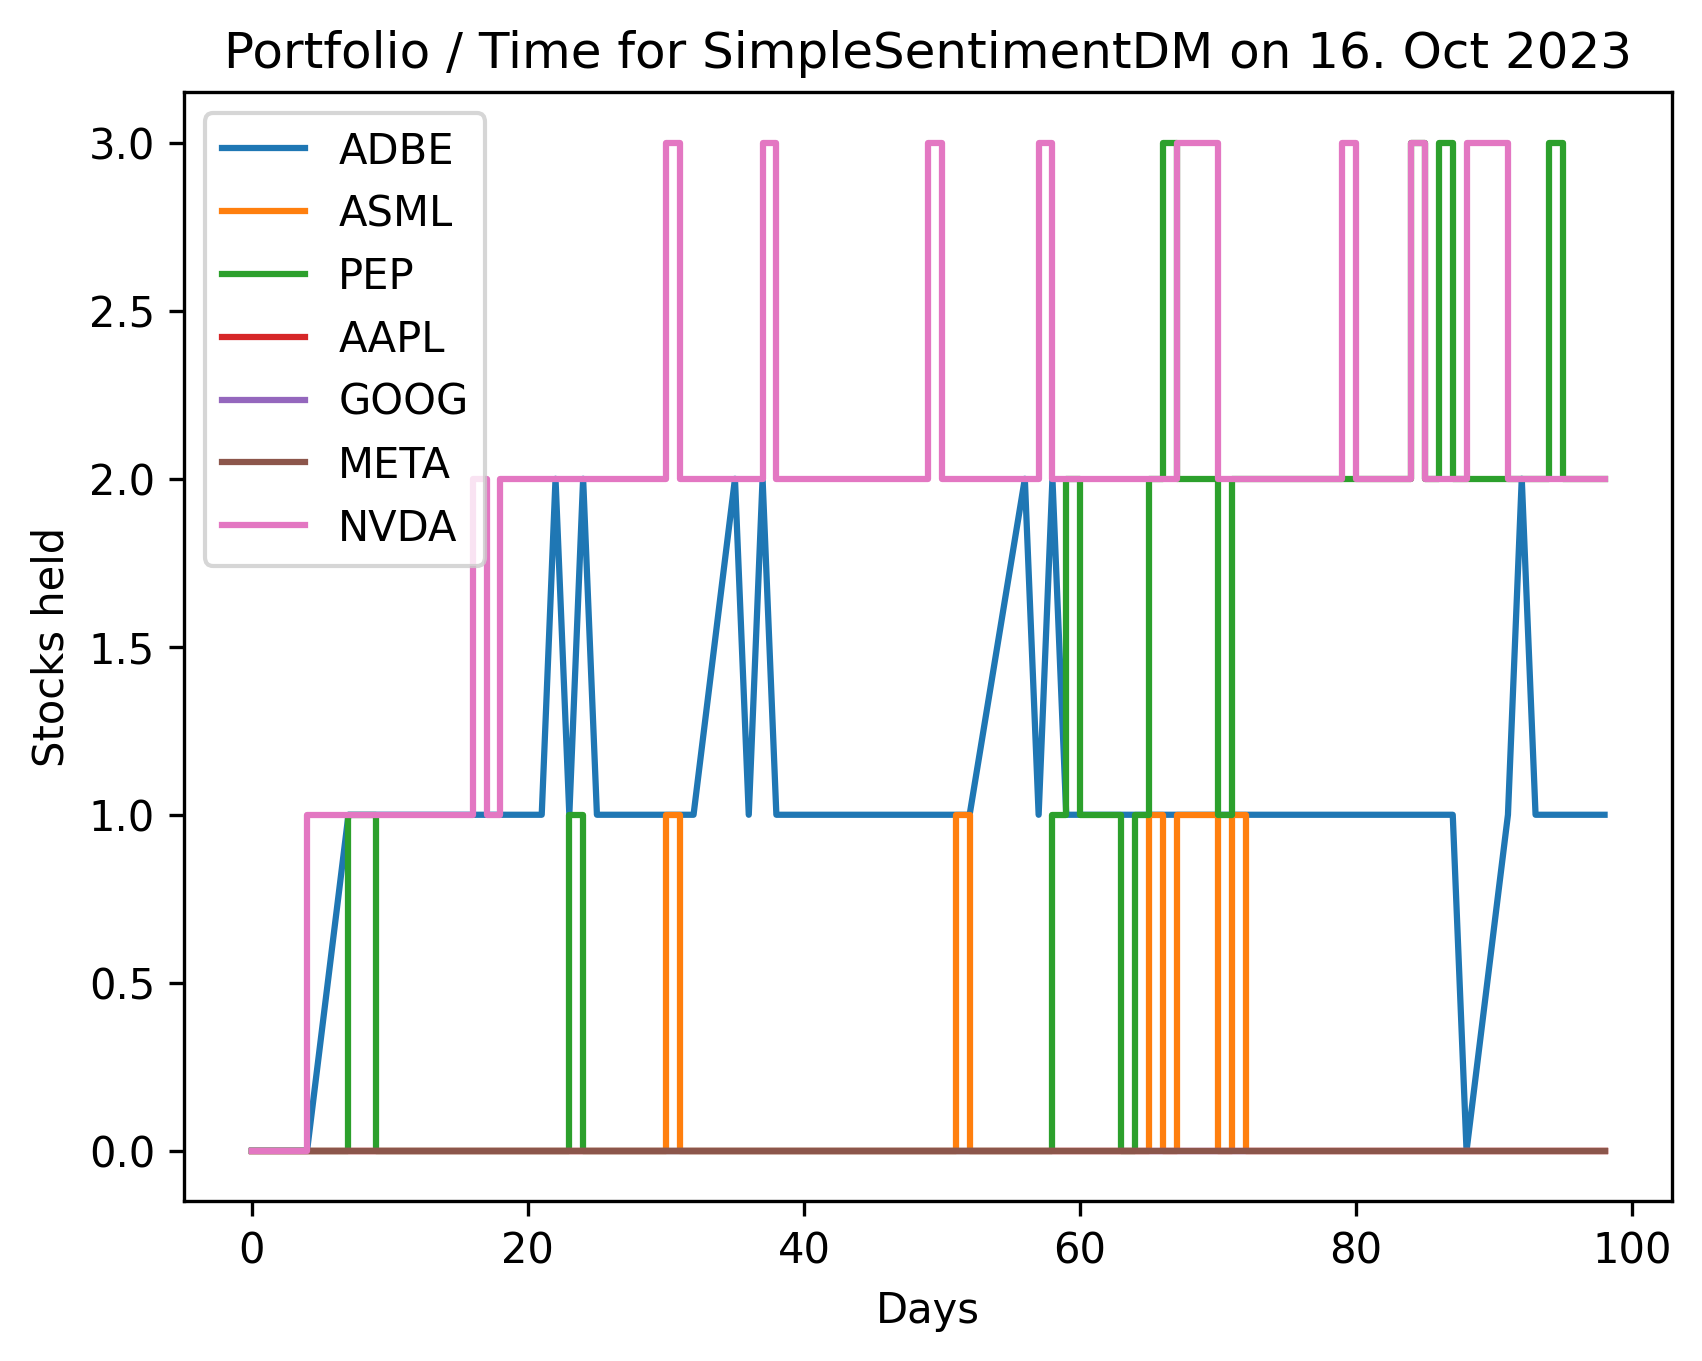 Portfolio / Time for SimpleSentimentDM on 16. Oct 2023
ADBE
ASML
PEP
AAPL
GOOG
META
NVDA
3.0
2.5
2.0
1.5
1.0
0.5
0.0
Stocks held
0 20 40 60 80 100
Days